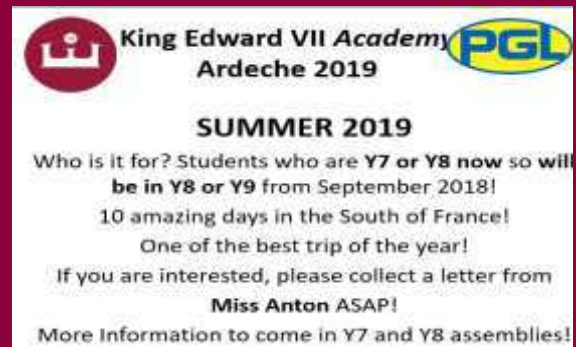 King Edward VII Academy
PGL
Ardeche 2019
SUMMER 2019
Who is it for? Students who are Y7 or Y8 now so will
be in Y8 or Y9 from September 2018!
10 amazing days in the South of France!
One of the best trip of the year!
If you are interested, please collect a letter from
Miss Anton ASAP!
More Information to come in Y7 and Y8 assemblies!